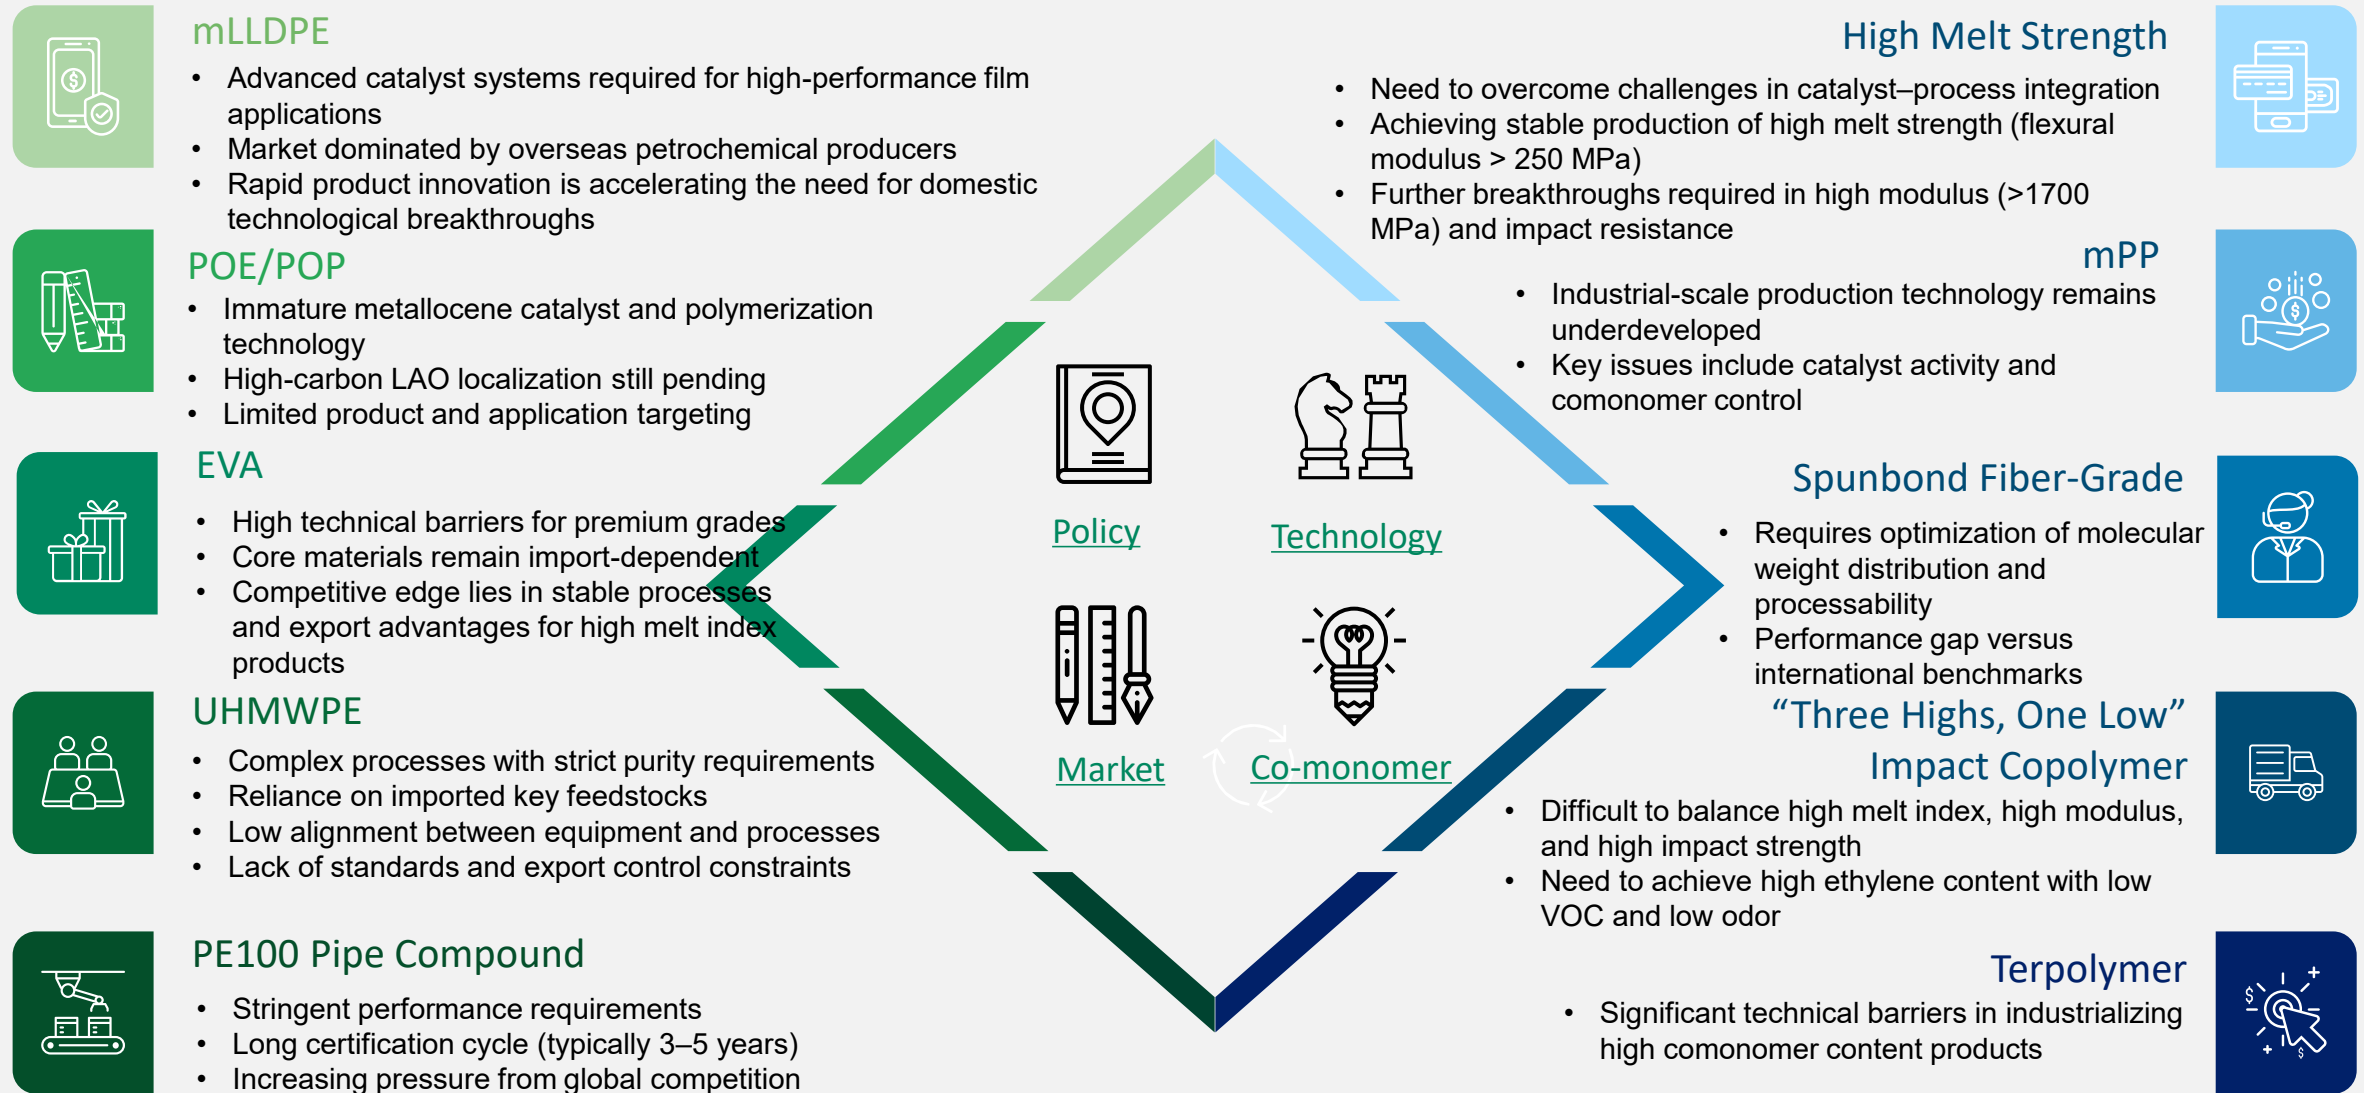 mLLDPE
• Advanced catalyst systems required for high-performance film
applications
• Market dominated by overseas petrochemical producers
• Rapid product innovation is accelerating the need for domestic
technological breakthroughs
POE/POP
• Immature metallocene catalyst and polymerization
technology
• High-carbon LAO localization still pending
• Limited product and application targeting
EVA
• High technical barriers for premium grades
• Core materials remain import-dependent
• Competitive edge lies in stable processes
and export advantages for high melt index
products
UHMWPE
• Complex processes with strict purity requirements
• Reliance on imported key feedstocks
• Low alignment between equipment and processes
• Lack of standards and export control constraints
PE100 Pipe Compound
• Stringent performance requirements
• Long certification cycle (typically 3–5 years)
• Increasing pressure from global competition
Policy
Technology
Market
Co-monomer
High Melt Strength
• Need to overcome challenges in catalyst–process integration
• Achieving stable production of high melt strength (flexural
modulus > 250 MPa)
• Further breakthroughs required in high modulus (>1700
MPa) and impact resistance
mPP
• Industrial-scale production technology remains
underdeveloped
• Key issues include catalyst activity and
comonomer control
Spunbond Fiber-Grade
• Requires optimization of molecular
weight distribution and
processability
• Performance gap versus
international benchmarks
“Three Highs, One Low”
Impact Copolymer
• Difficult to balance high melt index, high modulus,
and high impact strength
• Need to achieve high ethylene content with low
VOC and low odor
Terpolymer
• Significant technical barriers in industrializing
high comonomer content products